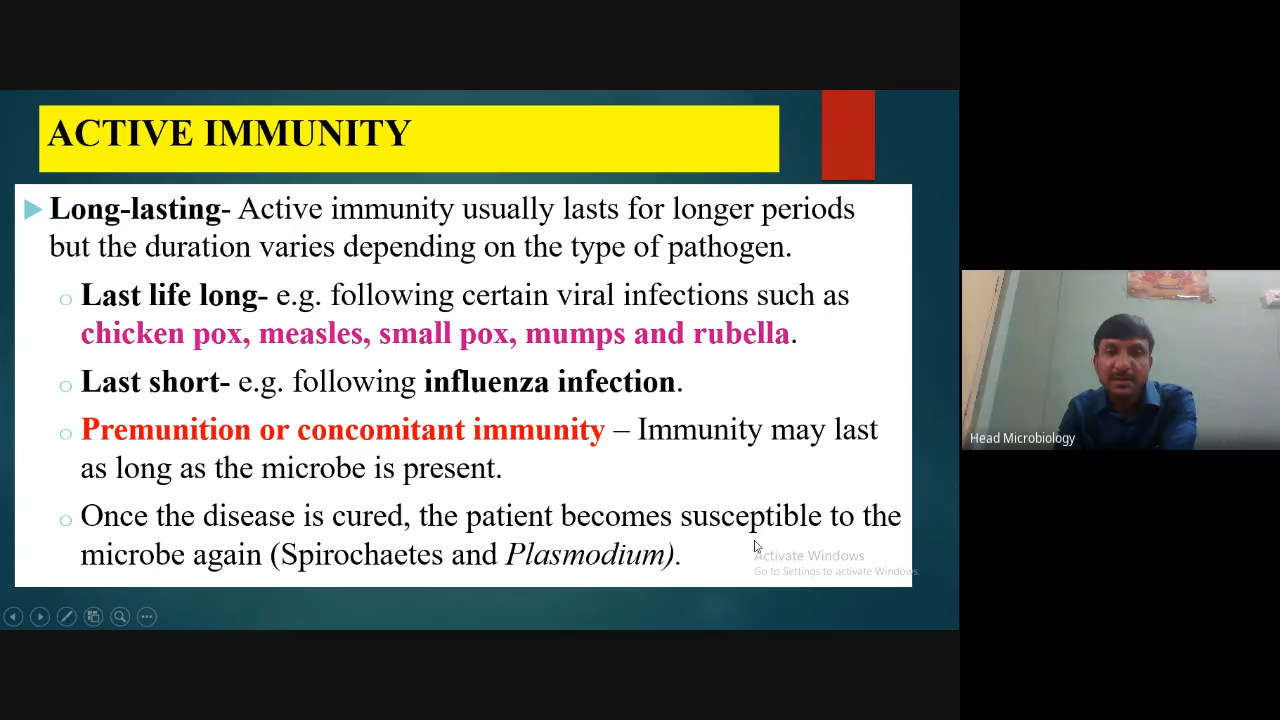 ACTIVE IMMUNITY
Long-lasting- Active immunity usually lasts for longer periods
but the duration varies depending on the type of pathogen.
Last life long- e.g. following certain viral infections such as
chicken pox, measles, small pox, mumps and rubella.
Last short- e.g. following influenza infection.
Premunition or concomitant immunity – Immunity may last
as long as the microbe is present.
Once the disease is cured, the patient becomes susceptible to the
microbe again (Spirochaetes and Plasmodium).
Activate Windows
Go to Settings to activate Windows.
Head Microbiology